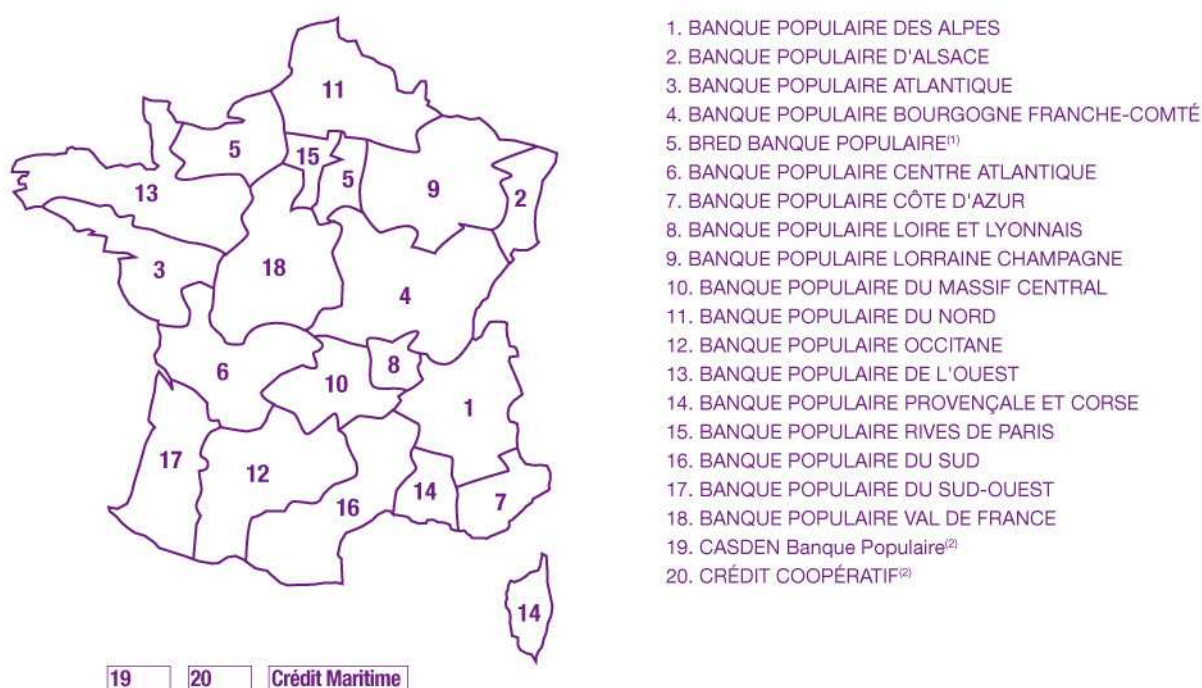 11
5
15
5
13
9
2
3
18
4
6
10
8
1
17
12
16
14
7
14
19
20
Crédit Maritime
1. BANQUE POPULAIRE DES ALPES
2. BANQUE POPULAIRE D'ALSACE
3. BANQUE POPULAIRE ATLANTIQUE
4. BANQUE POPULAIRE BOURGOGNE FRANCHE-COMTÉ
5. BRED BANQUE POPULAIRE(1)
6. BANQUE POPULAIRE CENTRE ATLANTIQUE
7. BANQUE POPULAIRE CÔTE D'AZUR
8. BANQUE POPULAIRE LOIRE ET LYONNAIS
9. BANQUE POPULAIRE LORRAINE CHAMPAGNE
10. BANQUE POPULAIRE DU MASSIF CENTRAL
11. BANQUE POPULAIRE DU NORD
12. BANQUE POPULAIRE OCCITANE
13. BANQUE POPULAIRE DE L'OUEST
14. BANQUE POPULAIRE PROVENÇALE ET CORSE
15. BANQUE POPULAIRE RIVES DE PARIS
16. BANQUE POPULAIRE DU SUD
17. BANQUE POPULAIRE DU SUD-OUEST
18. BANQUE POPULAIRE VAL DE FRANCE
19. CASDEN Banque Populaire(2)
20. CRÉDIT COOPÉRATIF(2)